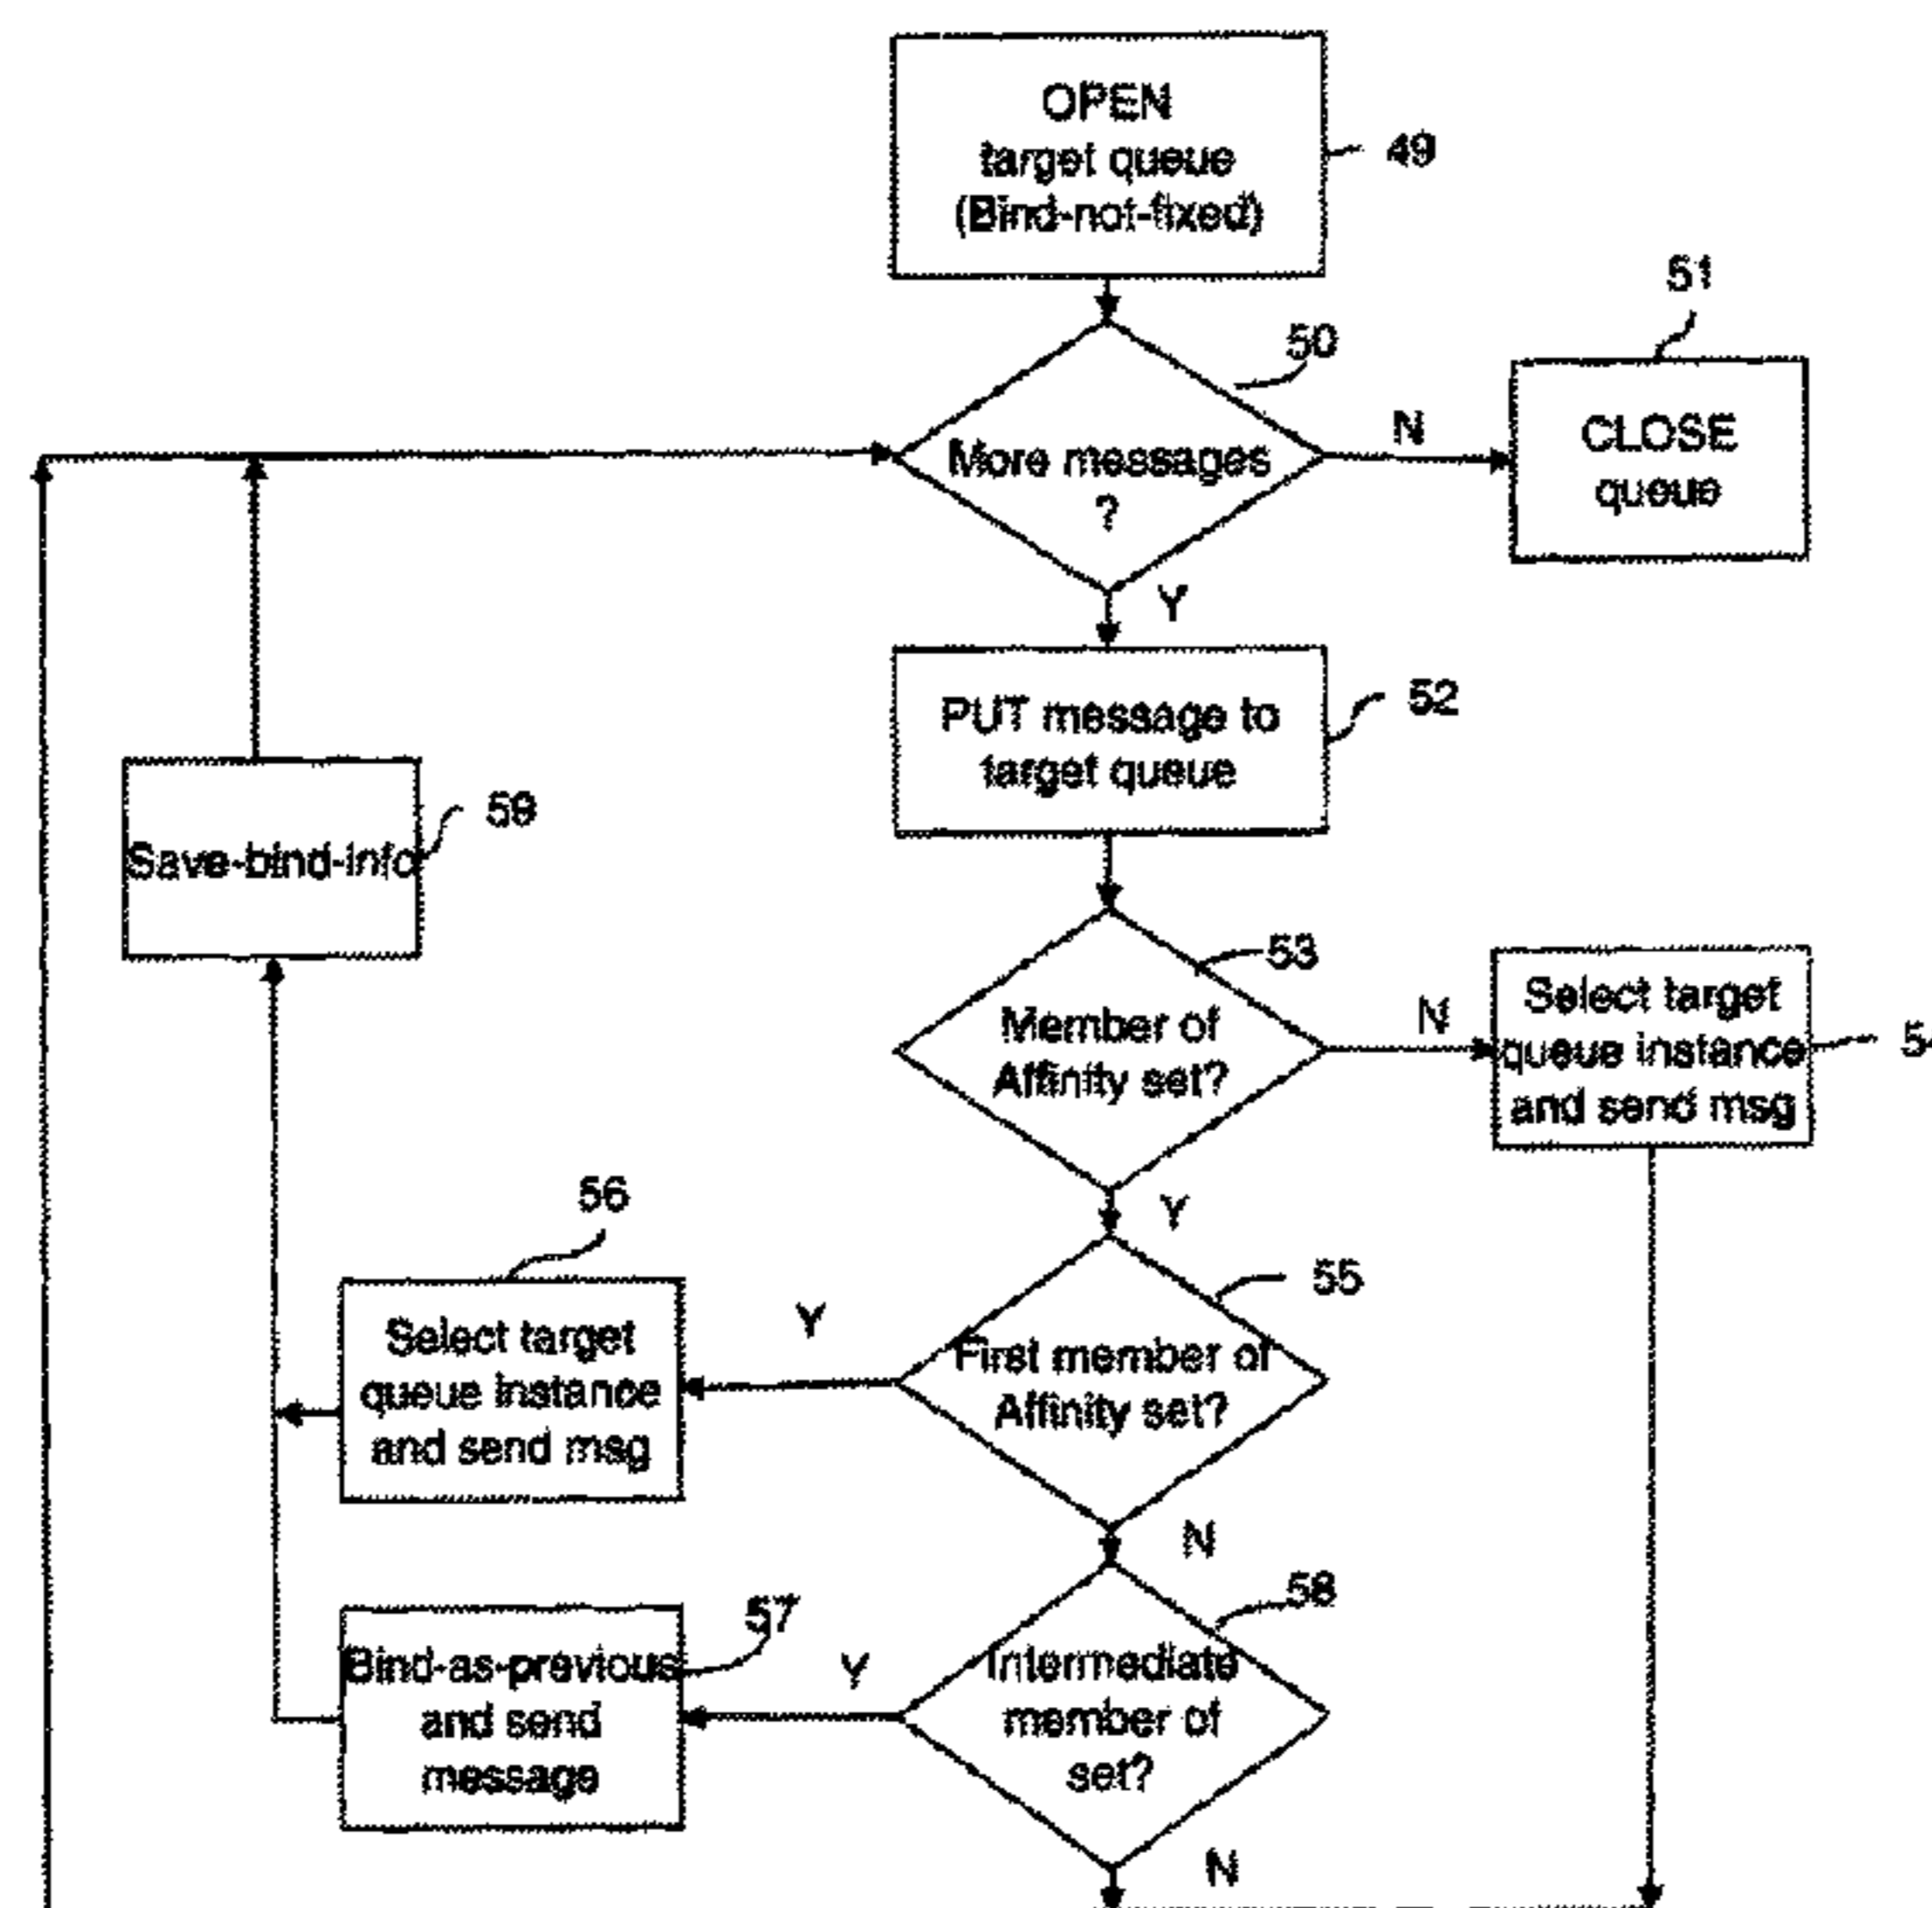 OPEN
target queue
(Bind-not-fixed)
49
51
50
More messages
?
N
CLOSE
queue
Y
PUT message to
target queue
52
59
Save-bind-info
53
Member of
Affinity set?
N
Select target
queue instance
and send msg
Y
56
55
Select target
queue instance
and send msg
Y
First member of
Affinity set?
N
58
57
Bind-as-previous
and send
message
Y
Intermediate
member of
set?
N